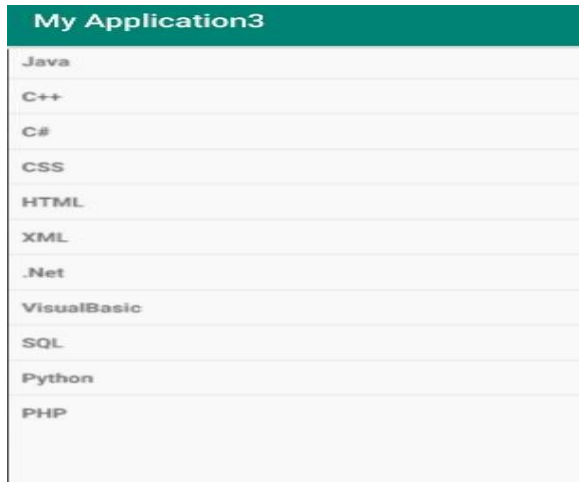 My Application3
Java
C++
C#
CSS
HTML
XML
.Net
VisualBasic
SQL
Python
PHP